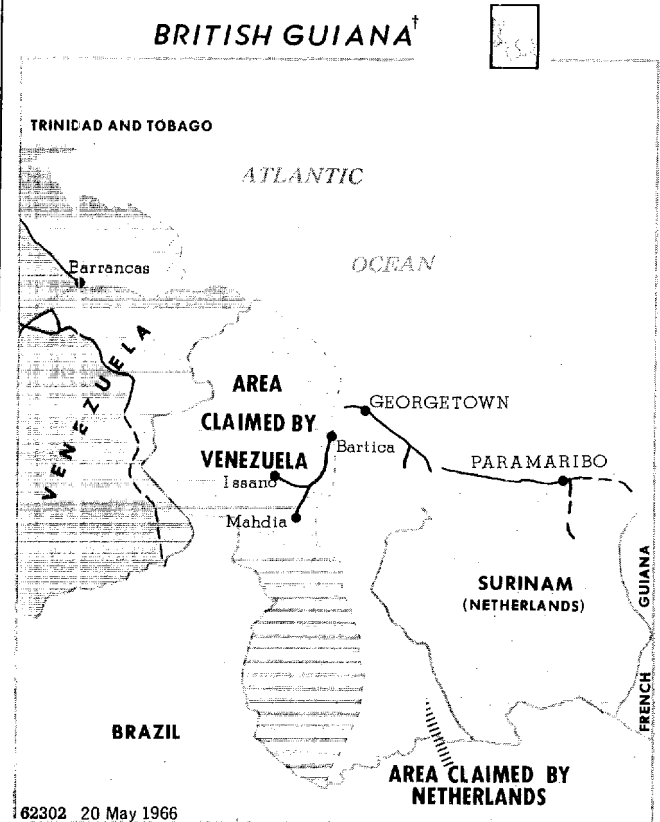 BRITISH GUIANA†
TRINIDAD AND TOBAGO
ATLANTIC
OCEAN
Barrancas
VENEZUELA
AREA
CLAIMED BY
VENEZUELA
GEORGETOWN
Bartica
Issano
PARAMARIBO
Mahdia
SURINAM
(NETHERLANDS)
FRENCH GUIANA
BRAZIL
AREA CLAIMED BY
NETHERLANDS
62302 20 May 1966